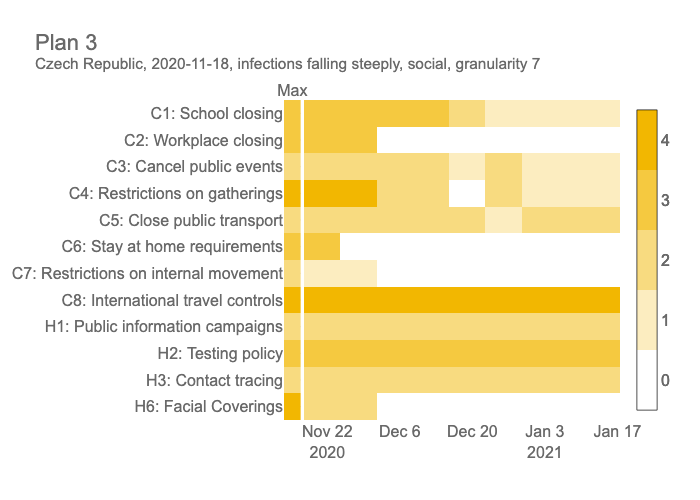 Plan 3
Czech Republic, 2020-11-18, infections falling steeply, social, granularity 7
Max
C1: School closing
C2: Workplace closing
C3: Cancel public events
C4: Restrictions on gatherings
C5: Close public transport
C6: Stay at home requirements
C7: Restrictions on internal movement
C8: International travel controls
H1: Public information campaigns
H2: Testing policy
H3: Contact tracing
H6: Facial Coverings
Nov 22 Dec 6 Dec 20 Jan 3 Jan 17
2020 2021
4
3
2
1
0